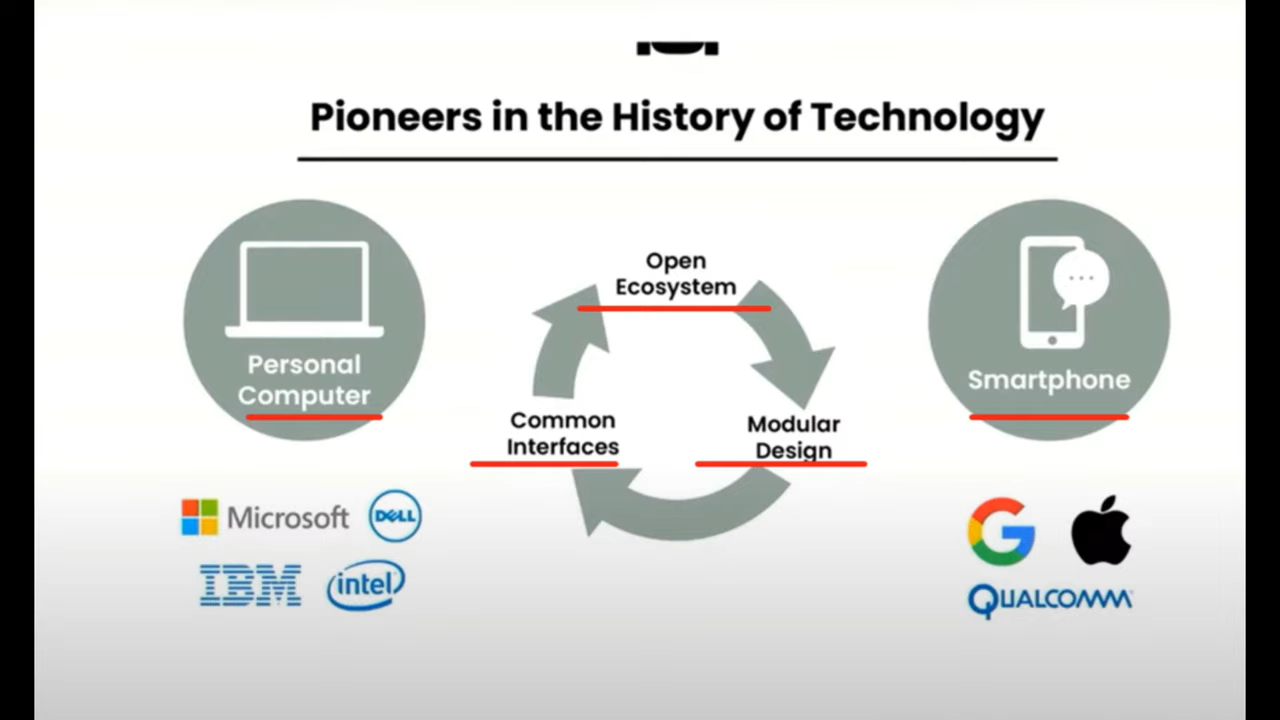 Pioneers in the History of Technology
Open
Ecosystem
Personal
Computer
Smartphone
Common
Interfaces
Modular
Design
Microsoft
DELL
IBM
intel
G
QUALCOMM